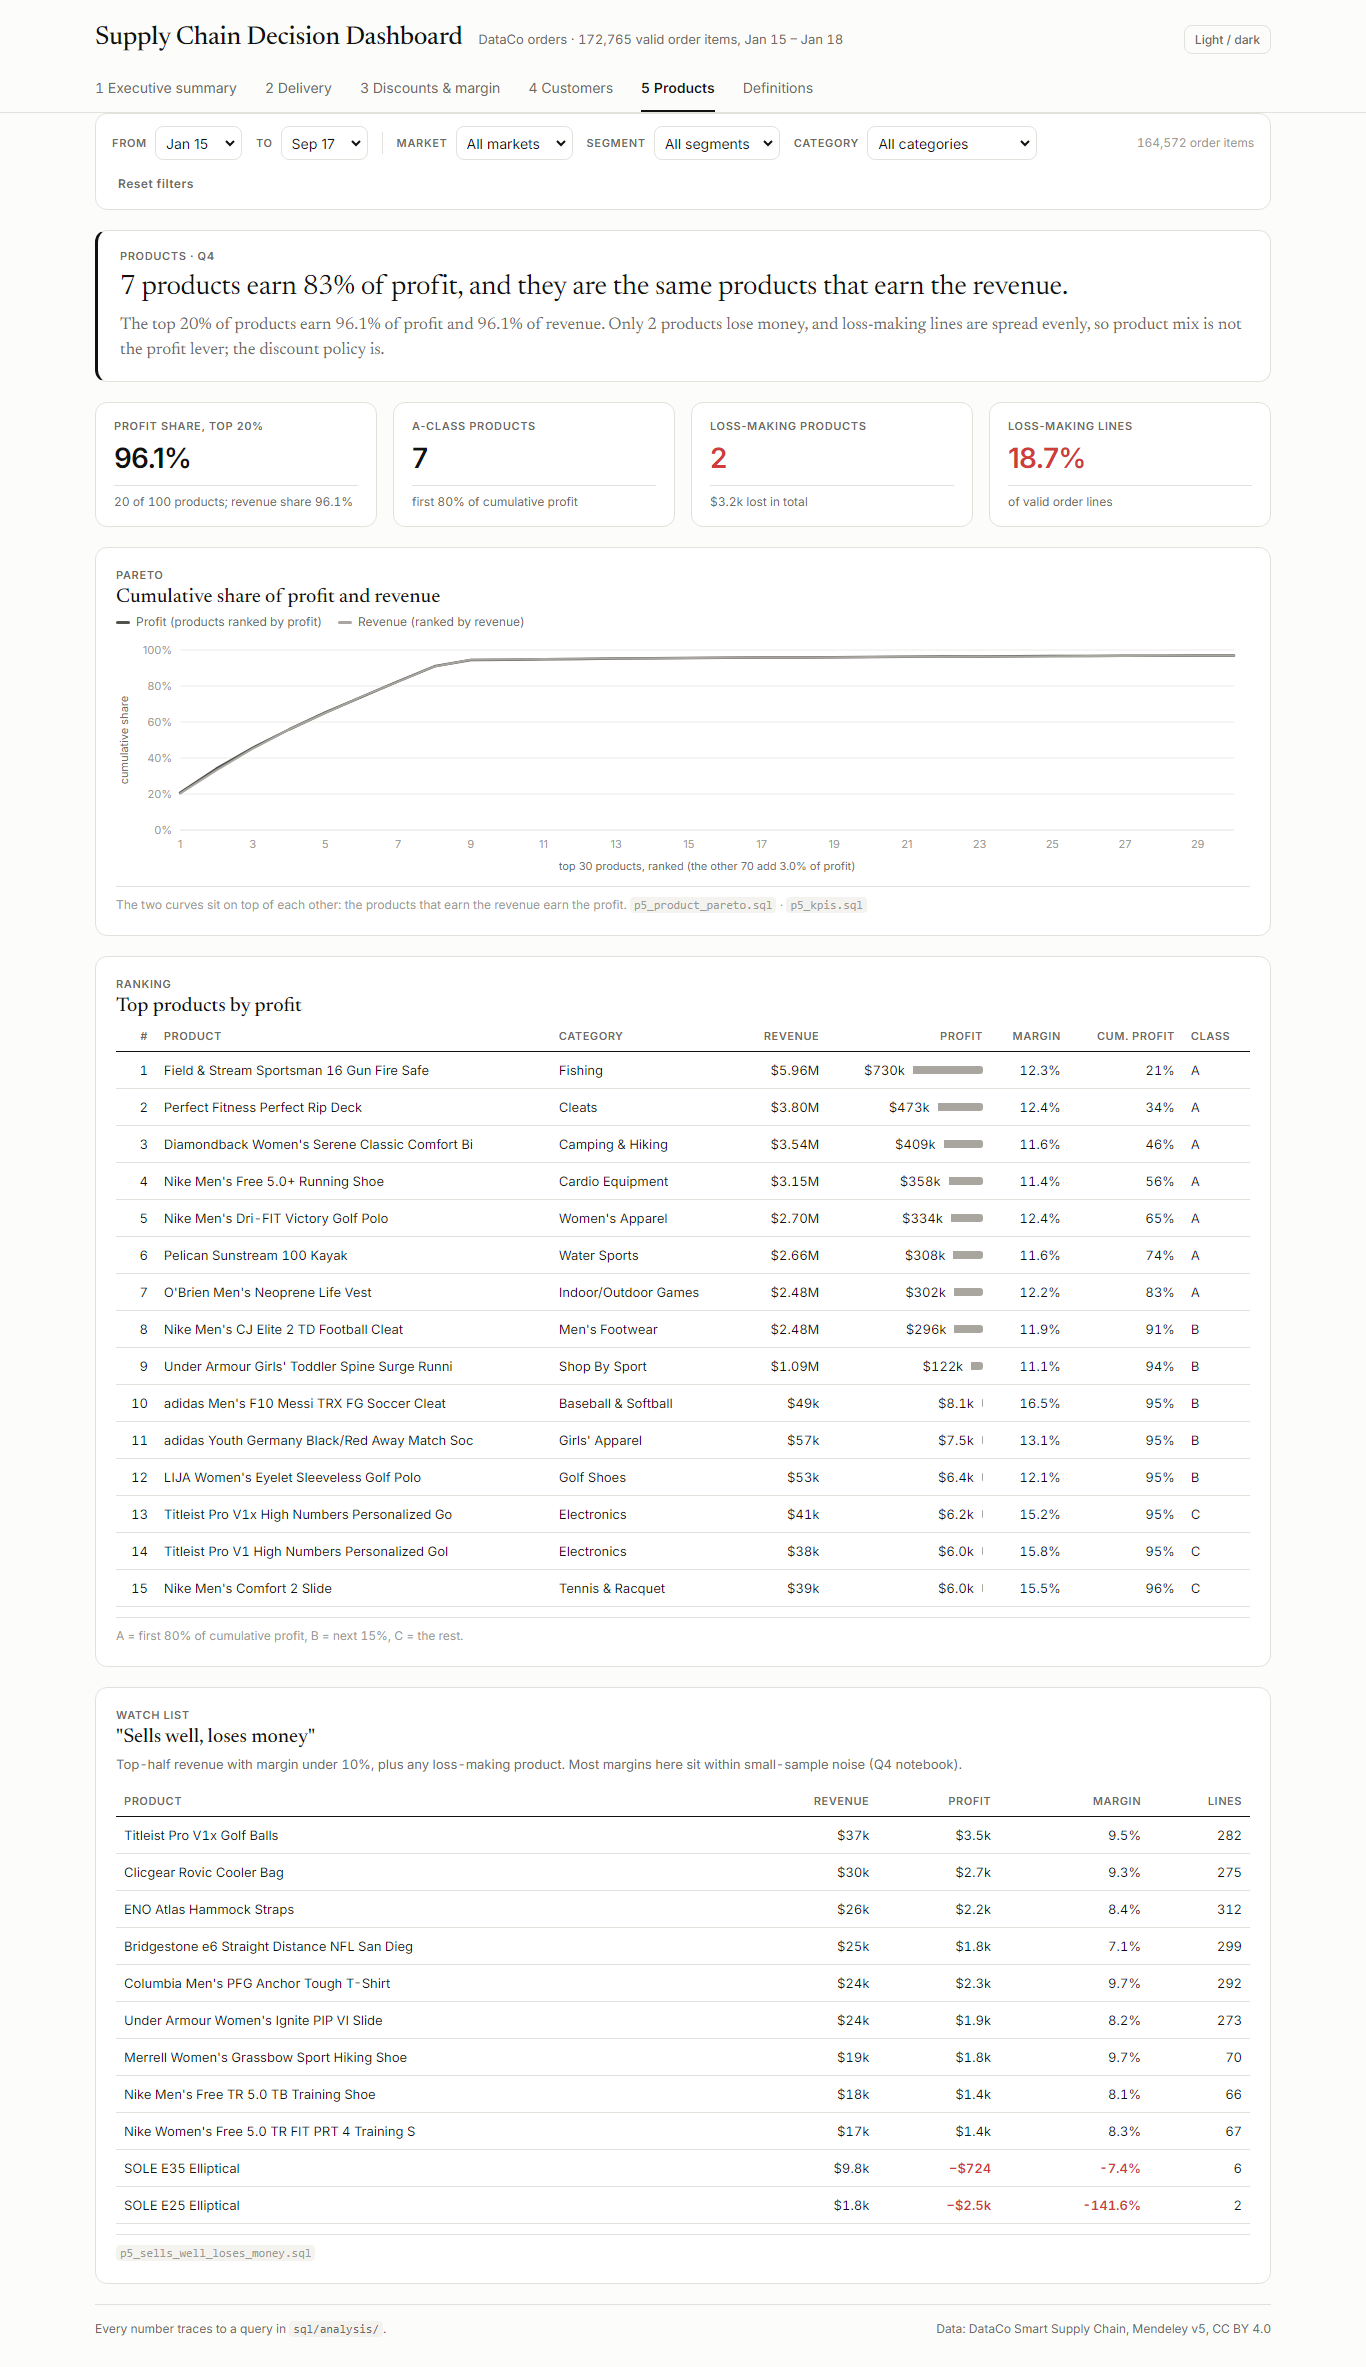 Supply Chain Decision Dashboard DataCo orders · 172,765 valid order items, Jan 15 – Jan 18 Light / dark
1 Executive summary 2 Delivery 3 Discounts & margin 4 Customers 5 Products Definitions
FROM Jan 15 TO Sep 17 MARKET All markets SEGMENT All segments CATEGORY All categories 164,572 order items
Reset filters
PRODUCTS · Q4
7 products earn 83% of profit, and they are the same products that earn the revenue.
The top 20% of products earn 96.1% of profit and 96.1% of revenue. Only 2 products lose money, and loss-making lines are spread evenly, so product mix is not
the profit lever; the discount policy is.
PROFIT SHARE, TOP 20% A-CLASS PRODUCTS LOSS-MAKING PRODUCTS LOSS-MAKING LINES
96.1% 7 2 18.7%
20 of 100 products; revenue share 96.1% first 80% of cumulative profit $3.2k lost in total of valid order lines
PARETO
Cumulative share of profit and revenue
Profit (products ranked by profit) Revenue (ranked by revenue)
100%
80%
60%
40%
20%
0%
cumulative share
1 3 5 7 9 11 13 15 17 19 21 23 25 27 29
top 30 products, ranked (the other 70 add 3.0% of profit)
The two curves sit on top of each other: the products that earn the revenue earn the profit. p5_product_pareto.sql · p5_kpis.sql
RANKING
Top products by profit
# PRODUCT CATEGORY REVENUE PROFIT MARGIN CUM. PROFIT CLASS
1 Field & Stream Sportsman 16 Gun Fire Safe Fishing $5.96M $730k 12.3% 21% A
2 Perfect Fitness Perfect Rip Deck Cleats $3.80M $473k 12.4% 34% A
3 Diamondback Women's Serene Classic Comfort Bi Camping & Hiking $3.54M $409k 11.6% 46% A
4 Nike Men's Free 5.0+ Running Shoe Cardio Equipment $3.15M $358k 11.4% 56% A
5 Nike Men's Dri-FIT Victory Golf Polo Women's Apparel $2.70M $334k 12.4% 65% A
6 Pelican Sunstream 100 Kayak Water Sports $2.66M $308k 11.6% 74% A
7 O'Brien Men's Neoprene Life Vest Indoor/Outdoor Games $2.48M $302k 12.2% 83% A
8 Nike Men's CJ Elite 2 TD Football Cleat Men's Footwear $2.48M $296k 11.9% 91% B
9 Under Armour Girls' Toddler Spine Surge Runni Shop By Sport $1.09M $122k 11.1% 94% B
10 adidas Men's F10 Messi TRX FG Soccer Cleat Baseball & Softball $49k $8.1k 16.5% 95% B
11 adidas Youth Germany Black/Red Away Match Soc Girls' Apparel $57k $7.5k 13.1% 95% B
12 LIJA Women's Eyelet Sleeveless Golf Polo Golf Shoes $53k $6.4k 12.1% 95% B
13 Titleist Pro V1x High Numbers Personalized Go Electronics $41k $6.2k 15.2% 95% C
14 Titleist Pro V1 High Numbers Personalized Gol Electronics $38k $6.0k 15.8% 95% C
15 Nike Men's Comfort 2 Slide Tennis & Racquet $39k $6.0k 15.5% 96% C
A = first 80% of cumulative profit, B = next 15%, C = the rest.
WATCH LIST
"Sells well, loses money"
Top-half revenue with margin under 10%, plus any loss-making product. Most margins here sit within small-sample noise (Q4 notebook).
PRODUCT REVENUE PROFIT MARGIN LINES
Titleist Pro V1x Golf Balls $37k $3.5k 9.5% 282
Clicgear Rovic Cooler Bag $30k $2.7k 9.3% 275
ENO Atlas Hammock Straps $26k $2.2k 8.4% 312
Bridgestone e6 Straight Distance NFL San Dieg $25k $1.8k 7.1% 299
Columbia Men's PFG Anchor Tough T-Shirt $24k $2.3k 9.7% 292
Under Armour Women's Ignite PIP VI Slide $24k $1.9k 8.2% 273
Merrell Women's Grassbow Sport Hiking Shoe $19k $1.8k 9.7% 70
Nike Men's Free TR 5.0 TB Training Shoe $18k $1.4k 8.1% 66
Nike Women's Free 5.0 TR FIT PRT 4 Training S $17k $1.4k 8.3% 67
SOLE E35 Elliptical $9.8k −$724 -7.4% 6
SOLE E25 Elliptical $1.8k −$2.5k -141.6% 2
p5_sells_well_loses_money.sql
Every number traces to a query in sql/analysis/. Data: DataCo Smart Supply Chain, Mendeley v5, CC BY 4.0